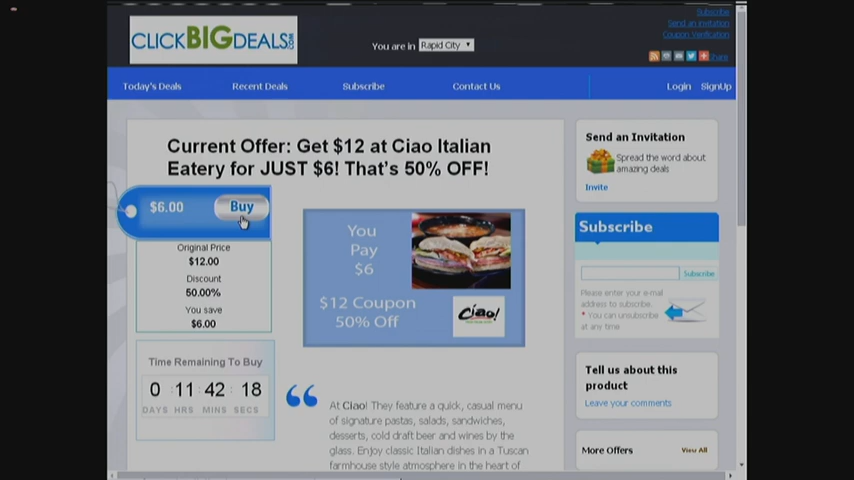 Subscribe
Send an invitation
Coupon Verification
CLICKBIGDEALS.COM
You are in Rapid City
Share
Today's Deals Recent Deals Subscribe Contact Us Login SignUp
Current Offer: Get $12 at Ciao Italian
Eatery for JUST $6! That's 50% OFF!
$6.00 Buy
Original Price
$12.00
Discount
50.00%
You save
$6.00
Time Remaining To Buy
0 : 11 : 42 : 18
DAYS HRS MINS SECS
You
Pay
$6
$12 Coupon
50% Off
Ciao!
“
At Ciao! They feature a quick, casual menu
of signature pastas, salads, sandwiches,
desserts, cold draft beer and wines by the
glass. Enjoy classic Italian dishes in a Tuscan
farmhouse style atmosphere in the heart of
Send an Invitation
Spread the word about
amazing deals
Invite
Subscribe
Subscribe
Please enter your e-mail
address to subscribe.
* You can unsubscribe
at any time
Tell us about this
product
Leave your comments
More Offers View All